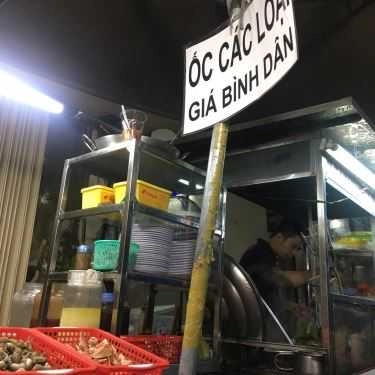 ỐC CÁC LOẠI
GIÁ BÌNH DÂN